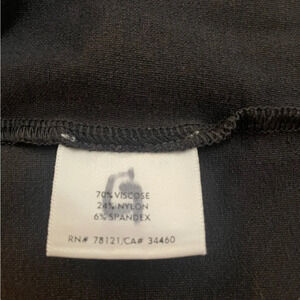 70% VISCOSE
24% NYLON
6% SPANDEX
RN# 78121/CA# 34460